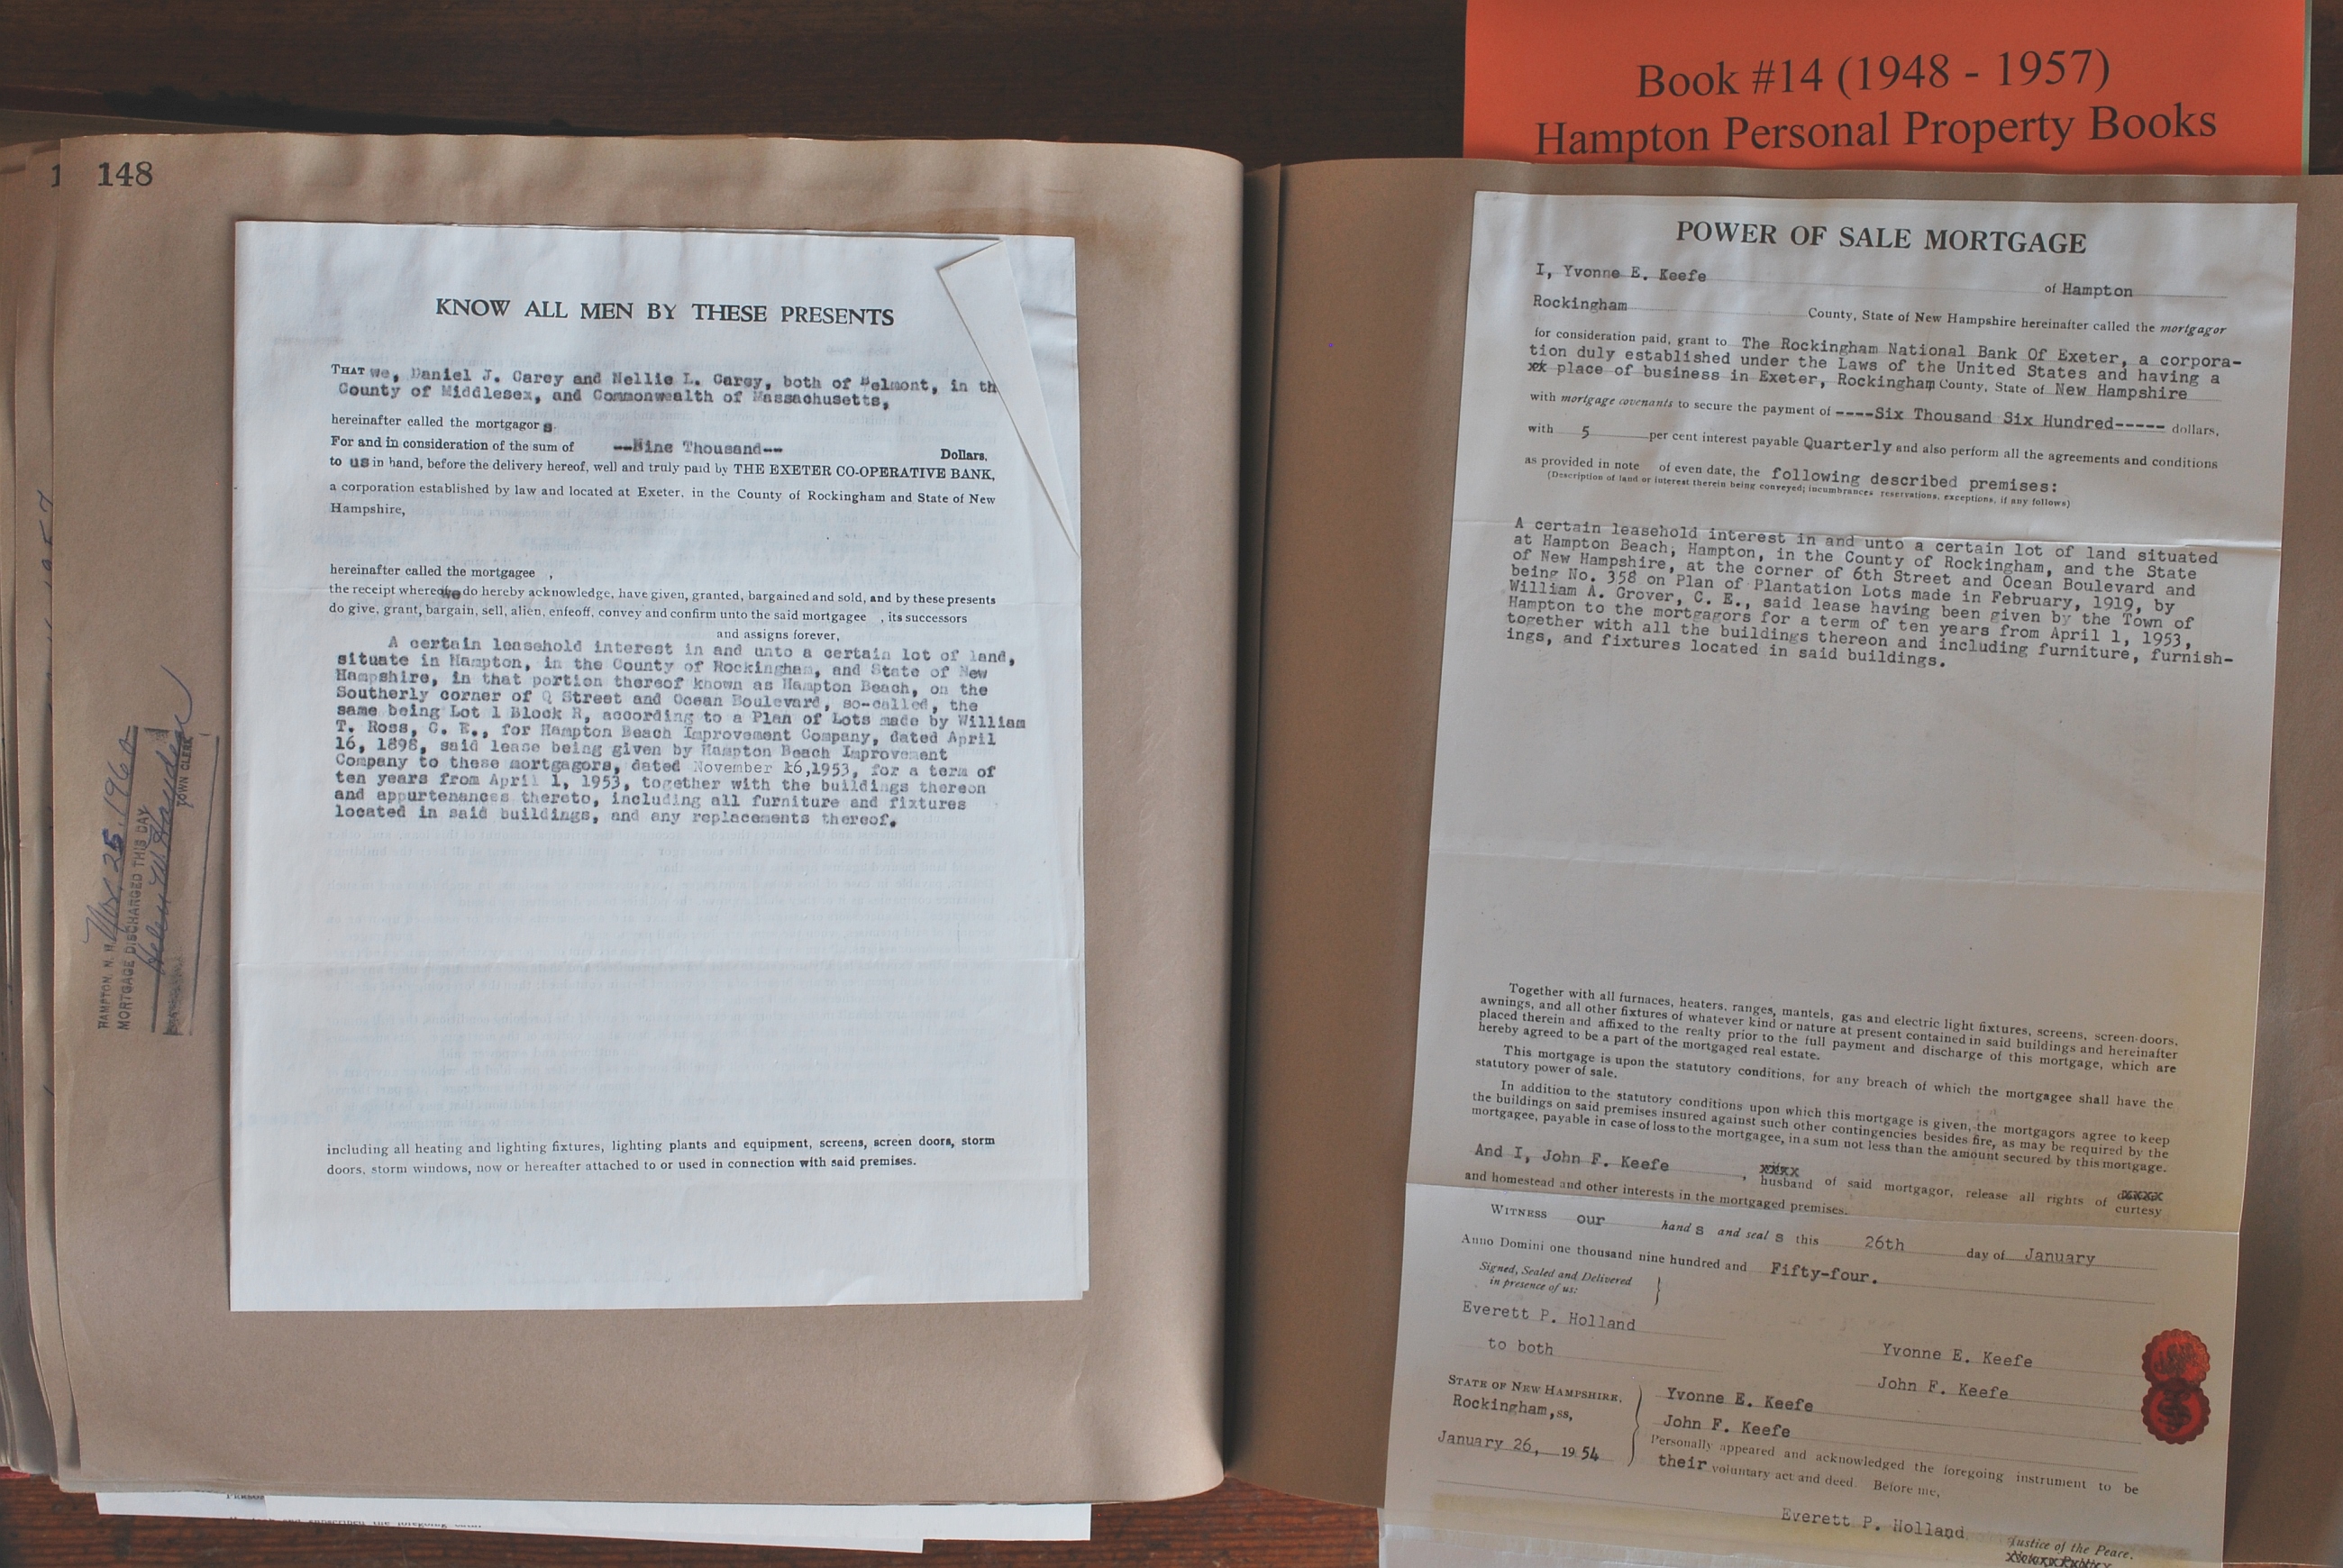 Book #14 (1948 - 1957)
Hampton Personal Property Books
148
KNOW ALL MEN BY THESE PRESENTS
THAT we, Daniel J. Carey and Nellie L. Carey, both of Belmont, in th
County of Middlesex, and Commonwealth of Massachusetts,
hereinafter called the mortgagor s
For and in consideration of the sum of --Nine Thousand-- Dollars,
to us in hand, before the delivery hereof, well and truly paid by THE EXETER CO-OPERATIVE BANK,
a corporation established by law and located at Exeter, in the County of Rockingham and State of New
Hampshire,
hereinafter called the mortgagee ,
the receipt whereof we do hereby acknowledge, have given, granted, bargained and sold, and by these presents
do give, grant, bargain, sell, alien, enfeoff, convey and confirm unto the said mortgagee , its successors
and assigns forever,
A certain leasehold interest in and unto a certain lot of land,
situate in Hampton, in the County of Rockingham, and State of New
Hampshire, in that portion thereof known as Hampton Beach, on the
Southerly corner of Q Street and Ocean Boulevard, so-called, the
same being Lot 1 Block R, according to a Plan of Lots made by William
T. Ross, C. E., for Hampton Beach Improvement Company, dated April
16, 1898, said lease being given by Hampton Beach Improvement
Company to these mortgagors, dated November 16,1953, for a term of
ten years from April 1, 1953, together with the buildings thereon
and appurtenances thereto, including all furniture and fixtures
located in said buildings, and any replacements thereof.
including all heating and lighting fixtures, lighting plants and equipment, screens, screen doors, storm
doors, storm windows, now or hereafter attached to or used in connection with said premises.
HAMPTON, N. H. 25, 1960
MORTGAGE DISCHARGED THIS DAY
Helen W. Hayden
TOWN CLERK
POWER OF SALE MORTGAGE
I, Yvonne E. Keefe of Hampton
Rockingham County, State of New Hampshire hereinafter called the mortgagor
for consideration paid, grant to The Rockingham National Bank Of Exeter, a corpora-
tion duly established under the Laws of the United States and having a
xx place of business in Exeter, Rockingham County, State of New Hampshire
with mortgage covenants to secure the payment of ----Six Thousand Six Hundred----- dollars,
with 5 per cent interest payable Quarterly and also perform all the agreements and conditions
as provided in note of even date, the following described premises:
(Description of land or interest therein being conveyed; incumbrances reservations, exceptions, if any follows)
A certain leasehold interest in and unto a certain lot of land situated
at Hampton Beach, Hampton, in the County of Rockingham, and the State
of New Hampshire, at the corner of 6th Street and Ocean Boulevard and
being No. 358 on Plan of Plantation Lots made in February, 1919, by
William A. Grover, C. E., said lease having been given by the Town of
Hampton to the mortgagors for a term of ten years from April 1, 1953,
together with all the buildings thereon and including furniture, furnish-
ings, and fixtures located in said buildings.
Together with all furnaces, heaters, ranges, mantels, gas and electric light fixtures, screens, screen-doors,
awnings, and all other fixtures of whatever kind or nature at present contained in said buildings and hereinafter
placed therein and affixed to the realty prior to the full payment and discharge of this mortgage, which are
hereby agreed to be a part of the mortgaged real estate.
This mortgage is upon the statutory conditions, for any breach of which the mortgagee shall have the
statutory power of sale.
In addition to the statutory conditions upon which this mortgage is given, the mortgagors agree to keep
the buildings on said premises insured against such other contingencies besides fire, as may be required by the
mortgagee, payable in case of loss to the mortgagee, in a sum not less than the amount secured by this mortgage.
And I, John F. Keefe , xxxx husband of said mortgagor, release all rights of xxxx curtesy
and homestead and other interests in the mortgaged premises.
WITNESS our hand s and seal s this 26th day of January
Anno Domini one thousand nine hundred and Fifty-four.
Signed, Sealed and Delivered
in presence of us:
Everett P. Holland
to both
Yvonne E. Keefe
John F. Keefe
STATE OF NEW HAMPSHIRE,
Rockingham, ss,
January 26, 19 54
Yvonne E. Keefe
John F. Keefe
Personally appeared and acknowledged the foregoing instrument to be
their voluntary act and deed. Before me,
Everett P. Holland
Justice of the Peace.